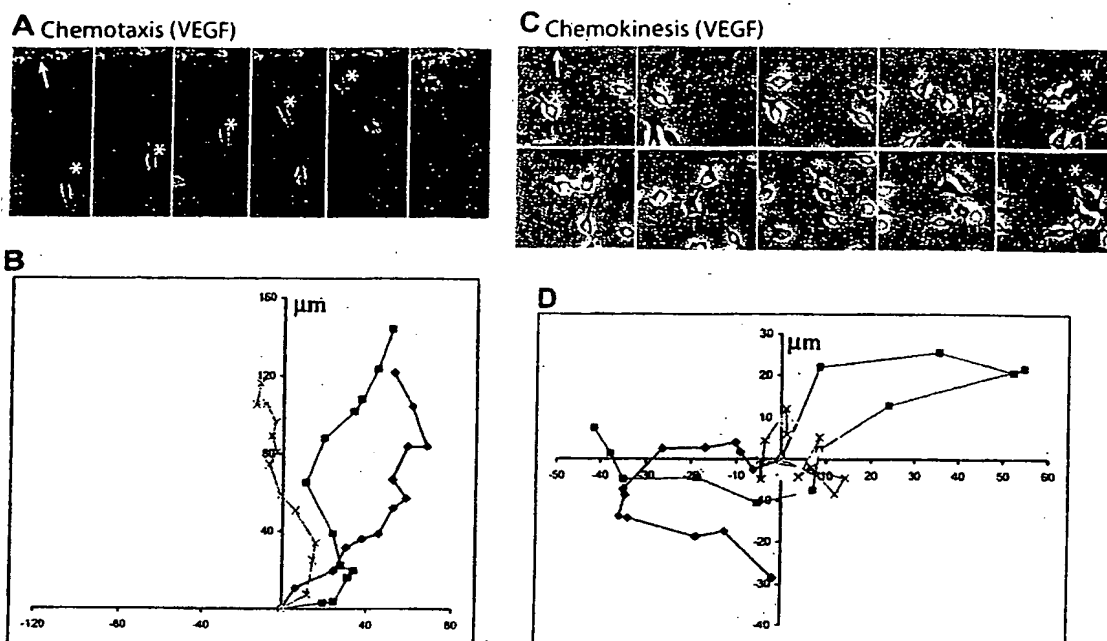 A Chemotaxis (VEGF)
C Chemokinesis (VEGF)
B
160 μm
120
80
40
-120 -80 -40 40 80
D
30 μm
20
10
-50 -40 -30 -20 -10 10 20 30 40 50 60
-10
-20
-30
-40